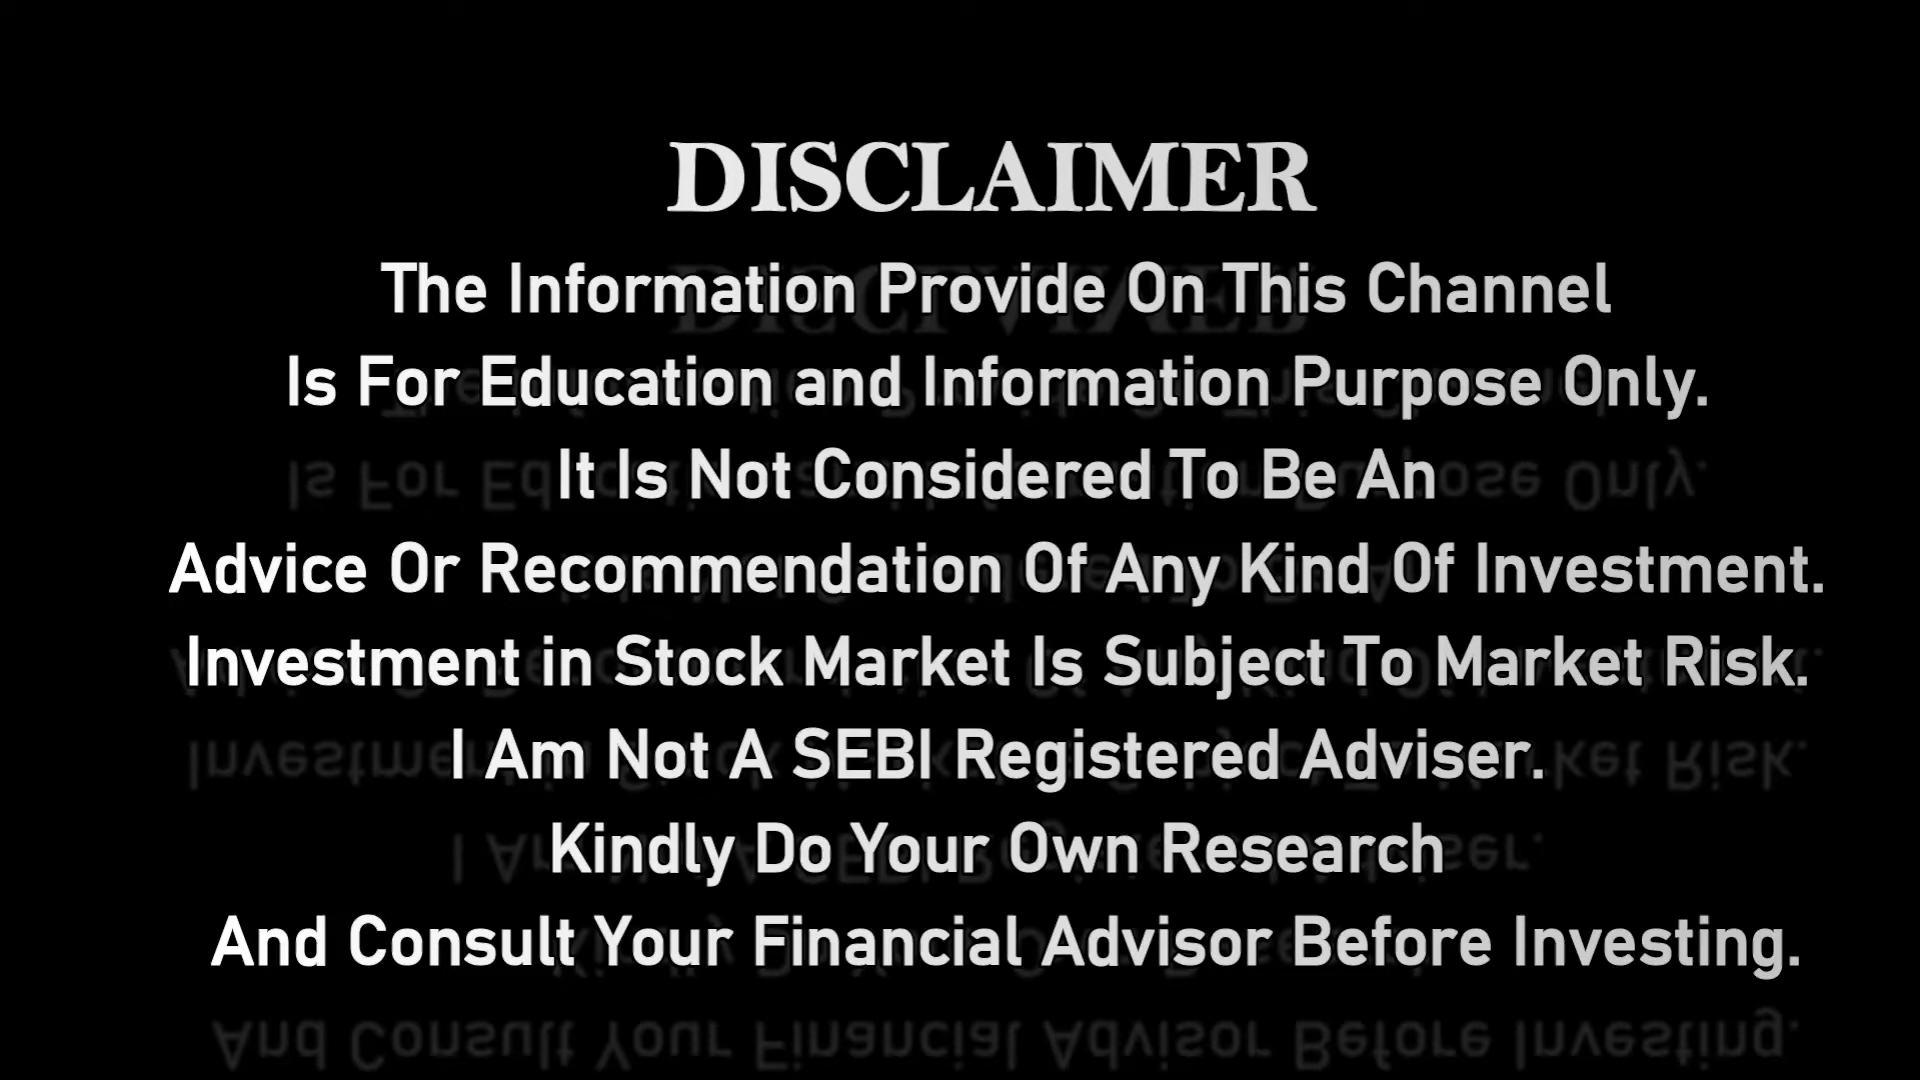 DISCLAIMER
The Information Provide On This Channel
Is For Education and Information Purpose Only.
It Is Not Considered To Be An
Advice Or Recommendation Of Any Kind Of Investment.
Investment in Stock Market Is Subject To Market Risk.
I Am Not A SEBI Registered Adviser.
Kindly Do Your Own Research
And Consult Your Financial Advisor Before Investing.